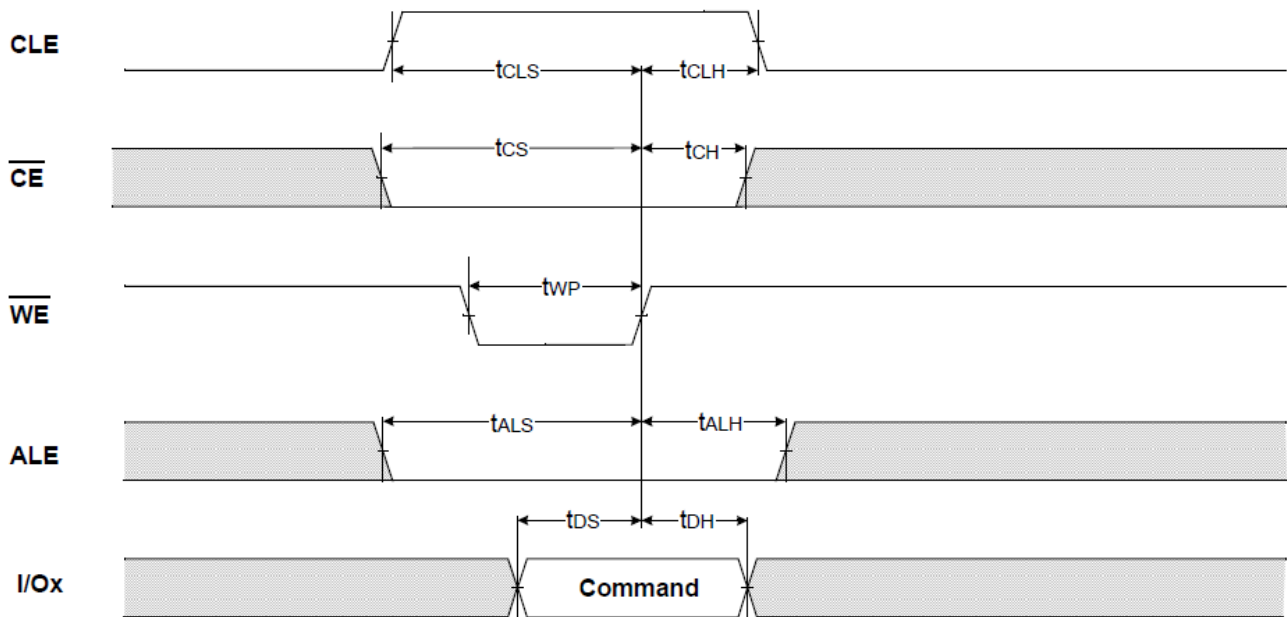 CLE
tCLS tCLH
CE
tCS tCH
WE
tWP
ALE
tALS tALH
tDS tDH
I/Ox Command